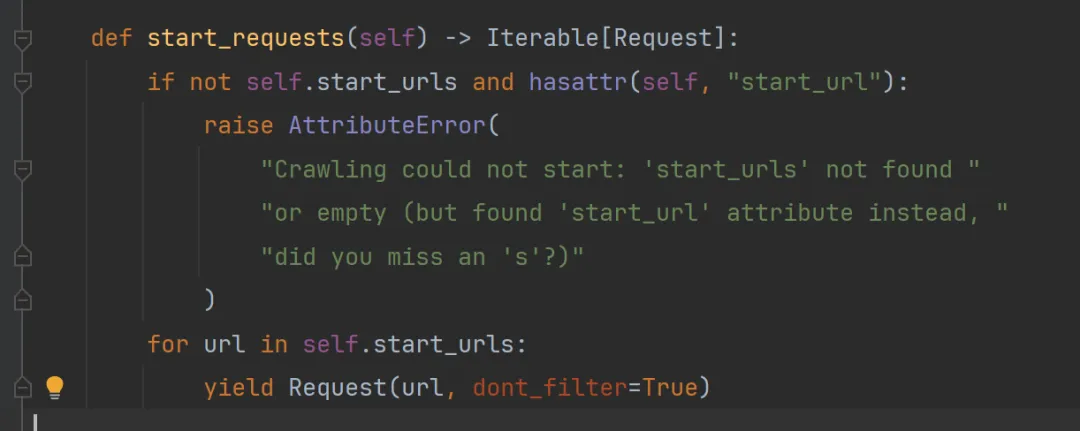 def start_requests(self) -> Iterable[Request]:
    if not self.start_urls and hasattr(self, "start_url"):
        raise AttributeError(
            "Crawling could not start: 'start_urls' not found "
            "or empty (but found 'start_url' attribute instead, "
            "did you miss an 's'?)"
        )
    for url in self.start_urls:
        yield Request(url, dont_filter=True)